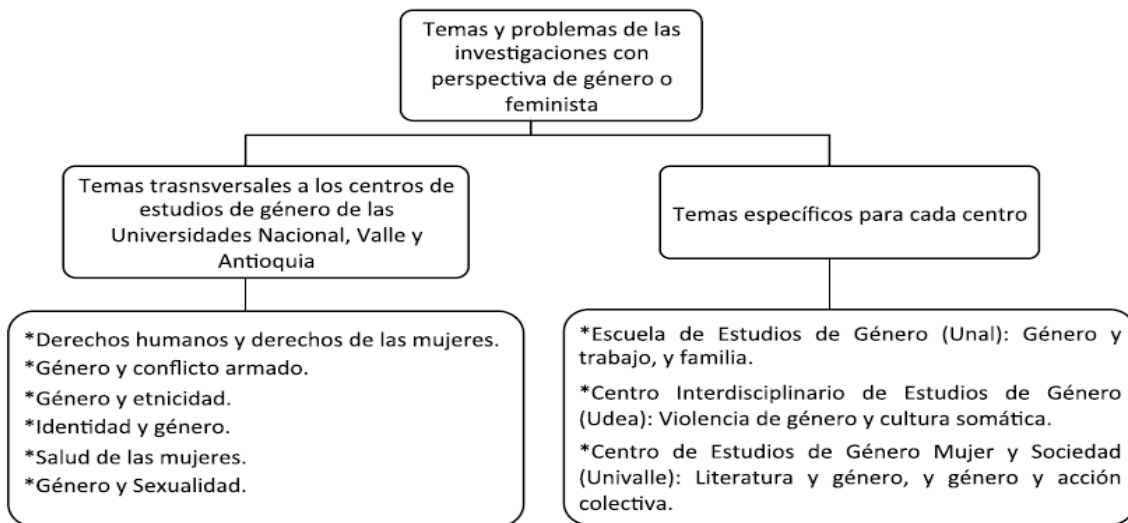 Temas y problemas de las
investigaciones con
perspectiva de género o
feminista
Temas trasnversales a los centros de
estudios de género de las
Universidades Nacional, Valle y
Antioquia
Temas específicos para cada centro
*Derechos humanos y derechos de las mujeres.
*Género y conflicto armado.
*Género y etnicidad.
*Identidad y género.
*Salud de las mujeres.
*Género y Sexualidad.
*Escuela de Estudios de Género (Unal): Género y
trabajo, y familia.
*Centro Interdisciplinario de Estudios de Género
(Udea): Violencia de género y cultura somática.
*Centro de Estudios de Género Mujer y Sociedad
(Univalle): Literatura y género, y género y acción
colectiva.